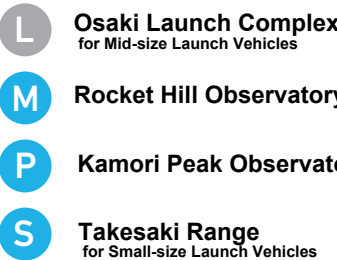 L
Osaki Launch Complex
for Mid-size Launch Vehicles
M
Rocket Hill Observatory
P
Kamori Peak
S
Takesaki Range
for Small-size Launch Vehicles